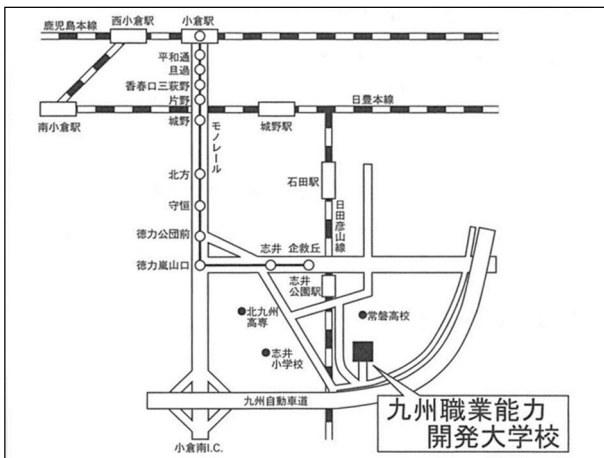 鹿児島本線
西小倉駅
小倉駅
平和通
旦過
香春口三萩野
片野
南小倉駅
城野
モノレール
城野駅
日豊本線
北方
石田駅
守恒
日田彦山線
徳力公団前
徳力嵐山口
志井
企救丘
志井
公園駅
北九州
高専
常磐高校
志井
小学校
九州自動車道
小倉南I.C.
九州職業能力
開発大学校